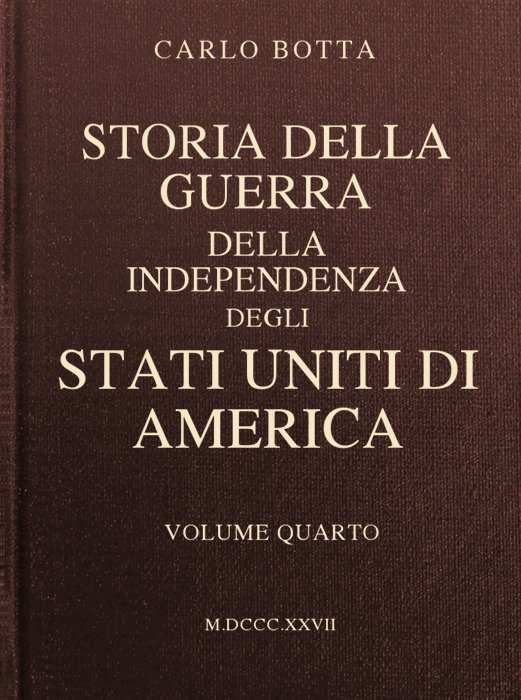 CARLO BOTTA
STORIA DELLA
GUERRA
DELLA
INDEPENDENZA
DEGLI
STATI UNITI DI
AMERICA
VOLUME QUARTO
M.DCCC.XXVII